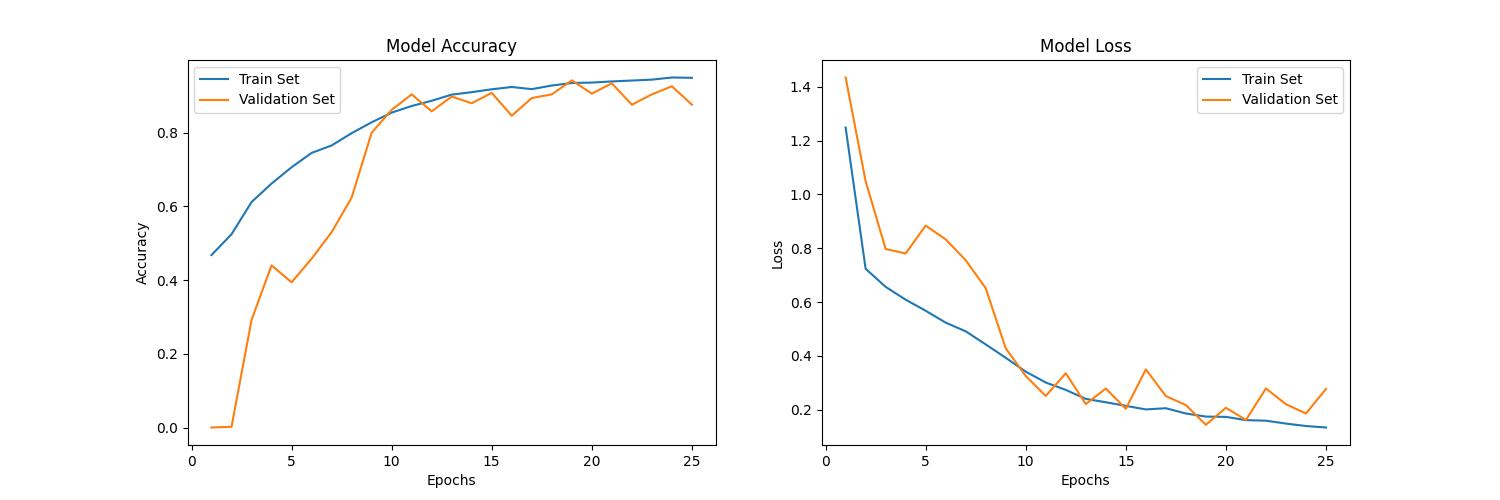 Model Accuracy
Train Set
Validation Set
Accuracy
0.8
0.6
0.4
0.2
0.0
0 5 10 15 20 25
Epochs
Model Loss
Train Set
Validation Set
Loss
1.4
1.2
1.0
0.8
0.6
0.4
0.2
0 5 10 15 20 25
Epochs